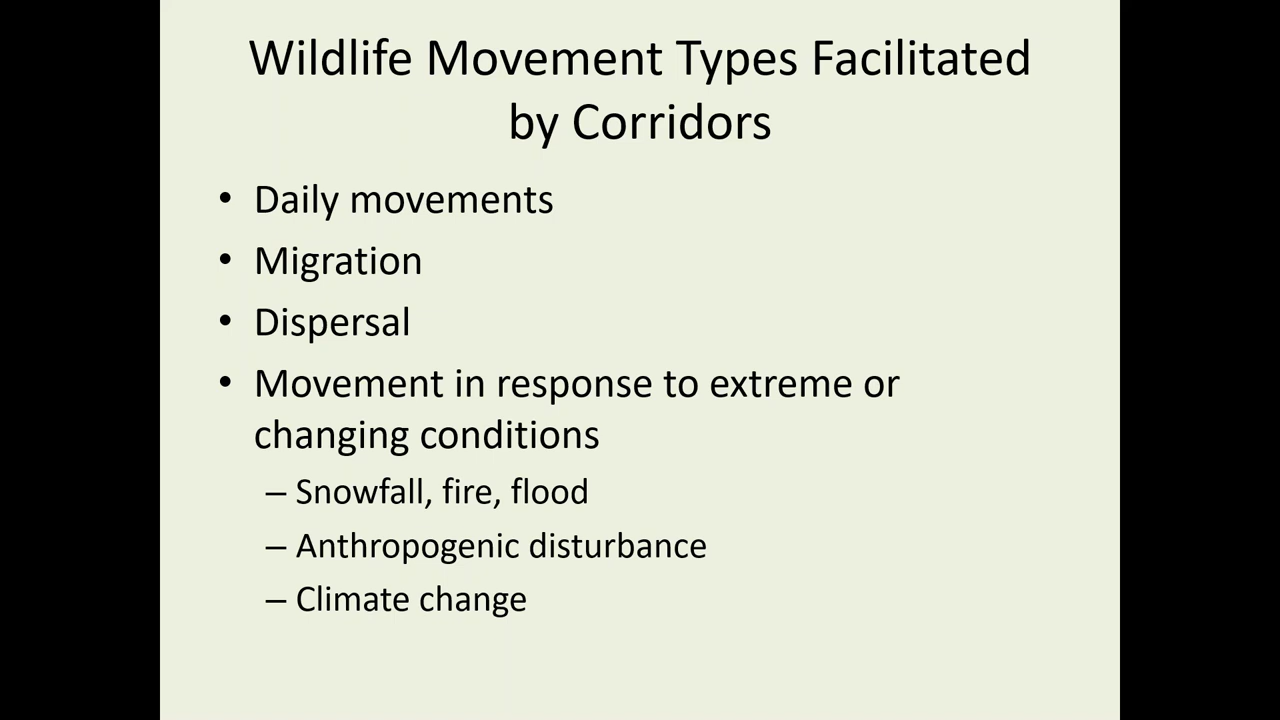 Wildlife Movement Types Facilitated
by Corridors
• Daily movements
• Migration
• Dispersal
• Movement in response to extreme or
changing conditions
– Snowfall, fire, flood
– Anthropogenic disturbance
– Climate change